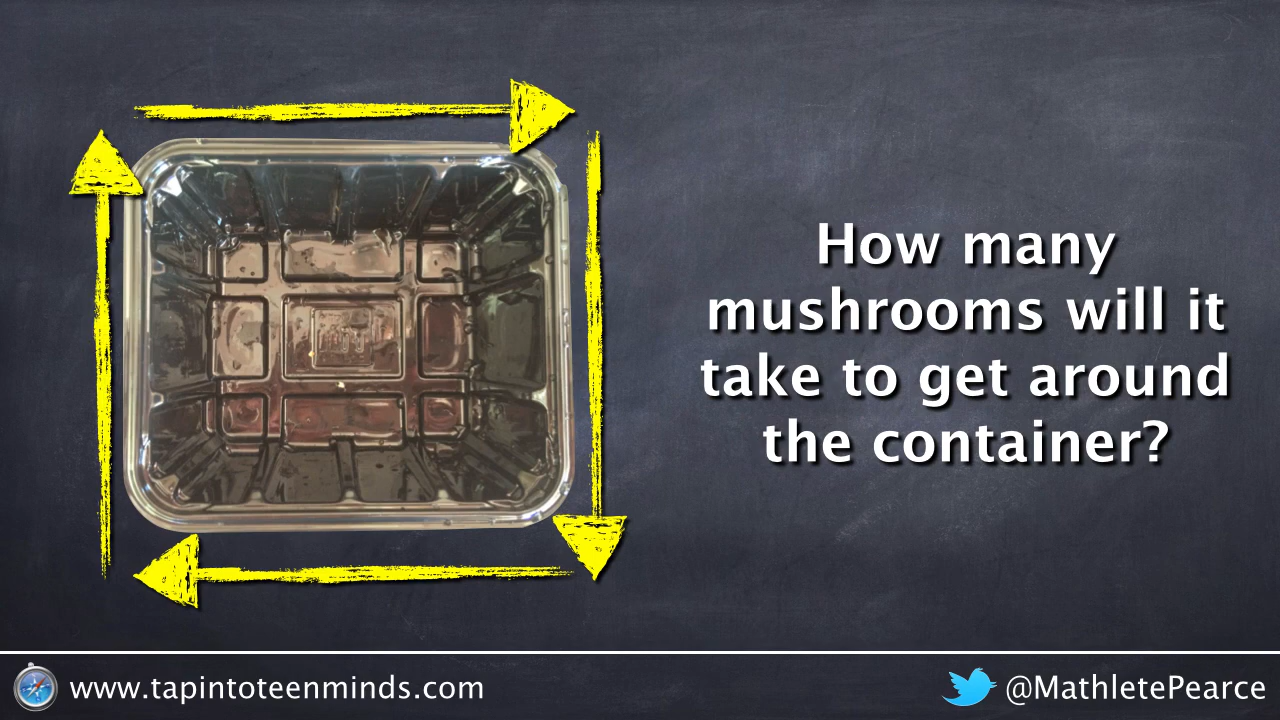 How many
mushrooms will it
take to get around
the container?
www.tapintoteenminds.com
@MathletePearce